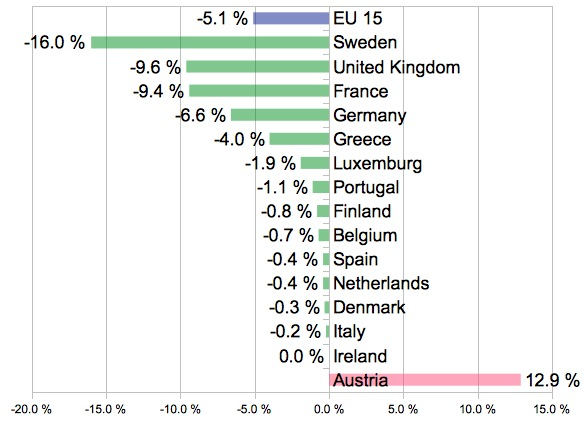 -5.1 % EU 15
-16.0 % Sweden
-9.6 % United Kingdom
-9.4 % France
-6.6 % Germany
-4.0 % Greece
-1.9 % Luxemburg
-1.1 % Portugal
-0.8 % Finland
-0.7 % Belgium
-0.4 % Spain
-0.4 % Netherlands
-0.3 % Denmark
-0.2 % Italy
0.0 % Ireland
Austria 12.9 %
-20.0 % -15.0 % -10.0 % -5.0 % 0.0 % 5.0 % 10.0 % 15.0 %